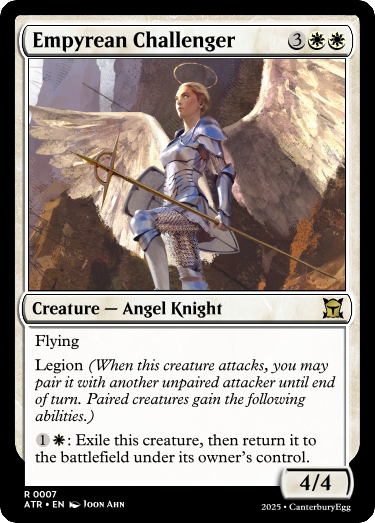 Empyrean Challenger 3
Creature — Angel Knight
Flying
Legion (When this creature attacks, you may
pair it with another unpaired attacker until end
of turn. Paired creatures gain the following
abilities.)
1 : Exile this creature, then return it to
the battlefield under its owner's control.
4/4
R 0007
ATR • EN Joon Ahn
2025 • CanterburyEgg